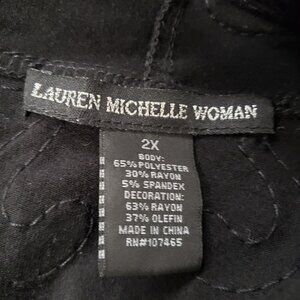 LAUREN MICHELLE WOMAN
2X
BODY:
65% POLYESTER
30% RAYON
5% SPANDEX
DECORATION:
63% RAYON
37% OLEFIN
MADE IN CHINA
RN#107465